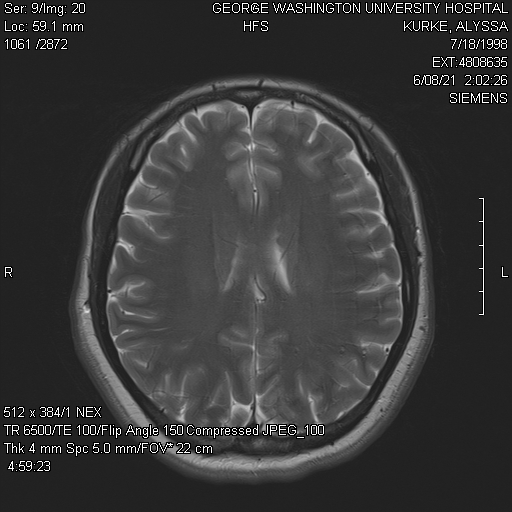 Ser: 9/Img: 20
Loc: 59.1 mm
1061 /2872
GEORGE WASHINGTON UNIVERSITY HOSPITAL
HFS
KURKE, ALYSSA
7/18/1998
EXT:4808635
6/08/21 2:02:26
SIEMENS
R
L
512 x 384/1 NEX
TR 6500/TE 100/Flip Angle 150 Compressed JPEG_100
Thk 4 mm Spc 5.0 mm/FOV* 22 cm
4:59:23